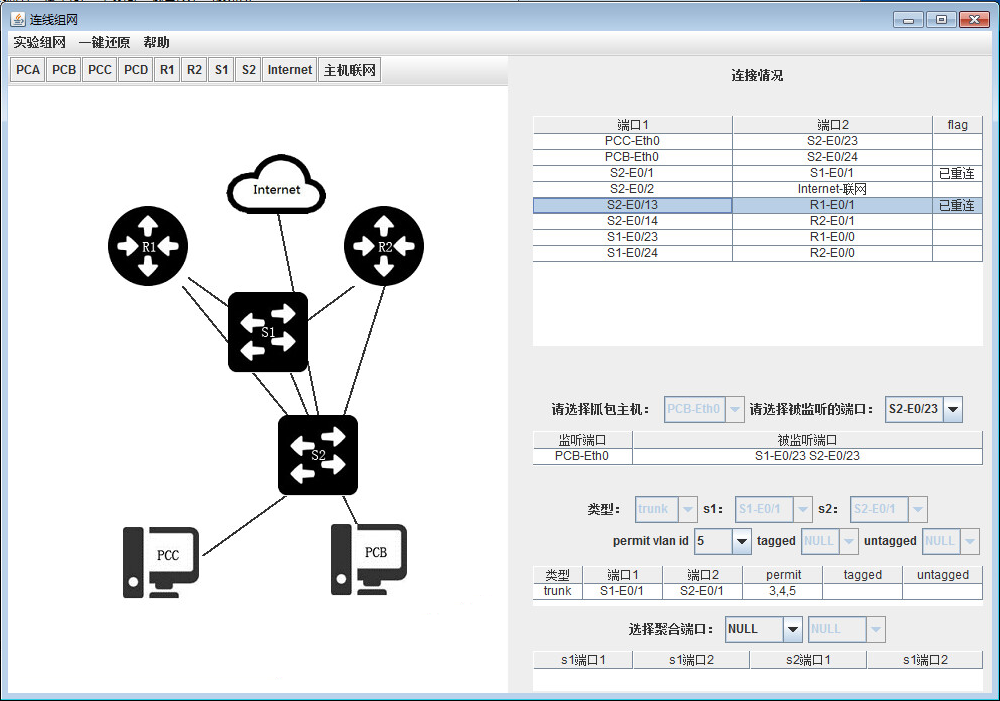 连线组网
实验组网 一键还原 帮助
PCA PCB PCC PCD R1 R2 S1 S2 Internet 主机联网
Internet
R1
R2
S1
S2
PCC
PCB
连接情况
端口1 端口2 flag
PCC-Eth0 S2-E0/23
PCB-Eth0 S2-E0/24
S2-E0/1 S1-E0/1 已重连
S2-E0/2 Internet-联网
S2-E0/13 R1-E0/1 已重连
S2-E0/14 R2-E0/1
S1-E0/23 R1-E0/0
S1-E0/24 R2-E0/0
请选择抓包主机： PCB-Eth0 请选择被监听的端口： S2-E0/23
监听端口 被监听端口
PCB-Eth0 S1-E0/23 S2-E0/23
类型： trunk s1： S1-E0/1 s2： S2-E0/1
permit vlan id 5 tagged NULL untagged NULL
类型 端口1 端口2 permit tagged untagged
trunk S1-E0/1 S2-E0/1 3,4,5
选择聚合端口： NULL NULL
s1端口1 s1端口2 s2端口1 s1端口2